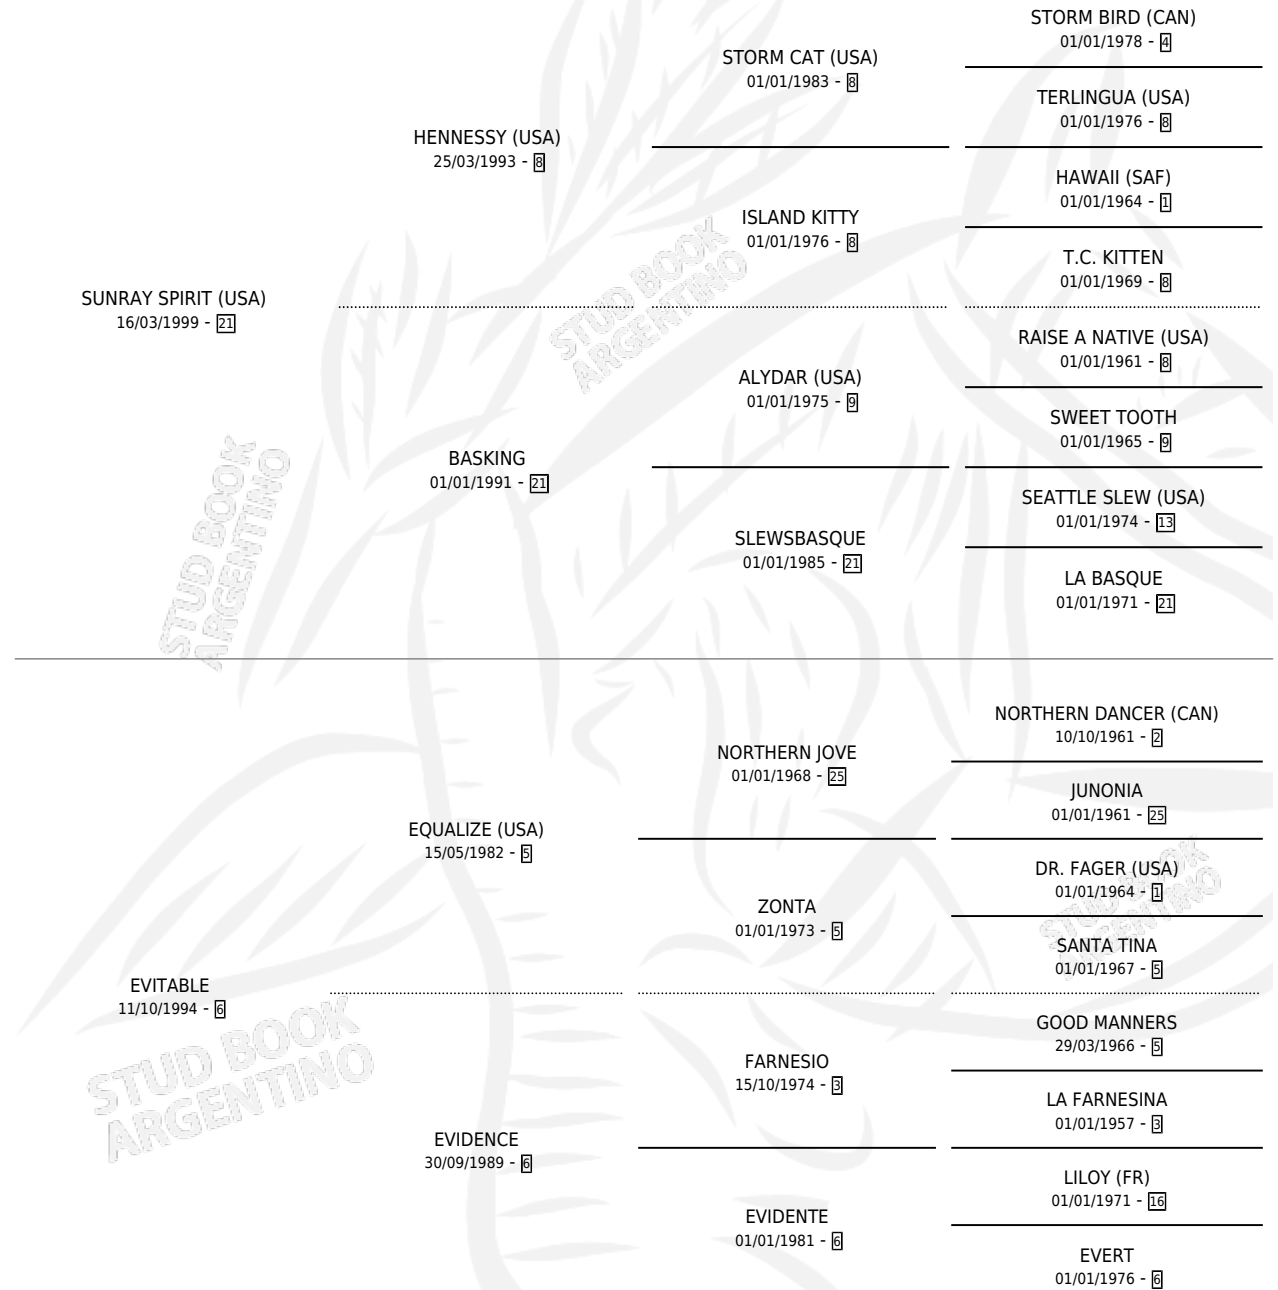 STORM BIRD (CAN)
01/01/1978 - 4
STORM CAT (USA)
01/01/1983 - 8
TERLINGUA (USA)
01/01/1976 - 8
HENNESSY (USA)
25/03/1993 - 8
HAWAII (SAF)
01/01/1964 - 1
ISLAND KITTY
01/01/1976 - 8
T.C. KITTEN
01/01/1969 - 8
SUNRAY SPIRIT (USA)
16/03/1999 - 21
RAISE A NATIVE (USA)
01/01/1961 - 8
ALYDAR (USA)
01/01/1975 - 9
SWEET TOOTH
01/01/1965 - 9
BASKING
01/01/1991 - 21
SEATTLE SLEW (USA)
01/01/1974 - 13
SLEWSBASQUE
01/01/1985 - 21
LA BASQUE
01/01/1971 - 21
NORTHERN DANCER (CAN)
10/10/1961 - 2
NORTHERN JOVE
01/01/1968 - 25
JUNONIA
01/01/1961 - 25
EQUALIZE (USA)
15/05/1982 - 5
DR. FAGER (USA)
01/01/1964 - 1
ZONTA
01/01/1973 - 5
SANTA TINA
01/01/1967 - 5
EVITABLE
11/10/1994 - 6
GOOD MANNERS
29/03/1966 - 5
FARNESIO
15/10/1974 - 3
LA FARNESINA
01/01/1957 - 3
EVIDENCE
30/09/1989 - 6
LILOY (FR)
01/01/1971 - 16
EVIDENTE
01/01/1981 - 6
EVERT
01/01/1976 - 6
STUD BOOK
ARGENTINO
STUD BOOK
ARGENTINO
STUD BOOK
ARGENTINO
STUD BOOK
ARGENTINO